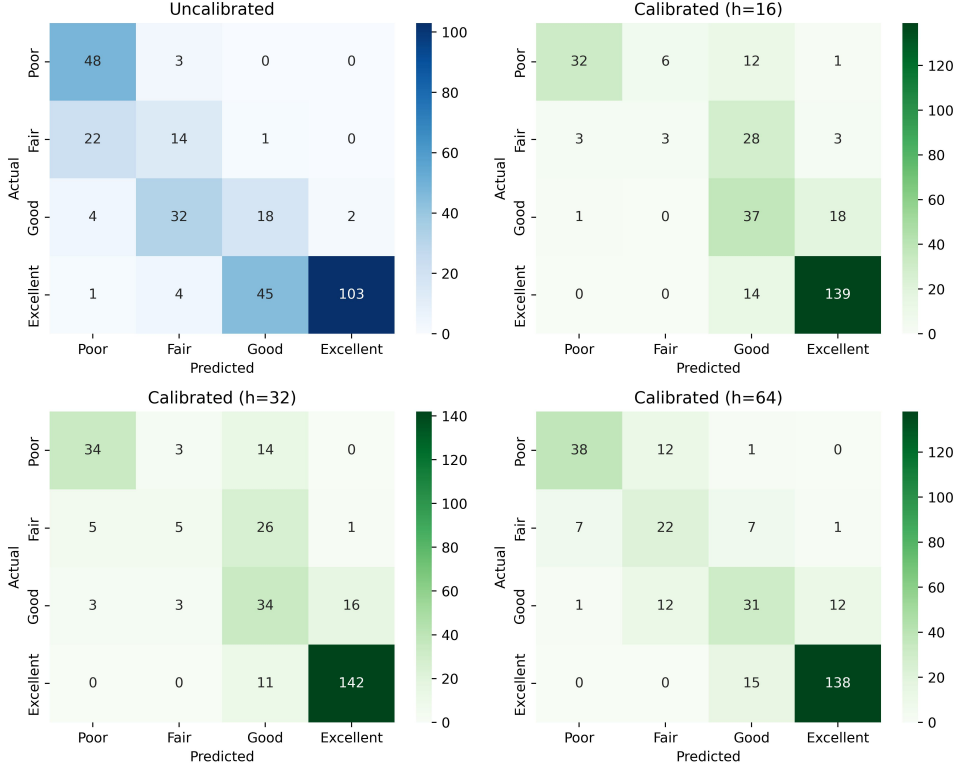 Uncalibrated
Poor
48 3 0 0
Fair
22 14 1 0
Good
4 32 18 2
Excellent
1 4 45 103
Actual
Poor Fair Good Excellent
Predicted
100
80
60
40
20
0
Calibrated (h=16)
Poor
32 6 12 1
Fair
3 3 28 3
Good
1 0 37 18
Excellent
0 0 14 139
Actual
Poor Fair Good Excellent
Predicted
120
100
80
60
40
20
0
Calibrated (h=32)
Poor
34 3 14 0
Fair
5 5 26 1
Good
3 3 34 16
Excellent
0 0 11 142
Actual
Poor Fair Good Excellent
Predicted
140
120
100
80
60
40
20
0
Calibrated (h=64)
Poor
38 12 1 0
Fair
7 22 7 1
Good
1 12 31 12
Excellent
0 0 15 138
Actual
Poor Fair Good Excellent
Predicted
120
100
80
60
40
20
0